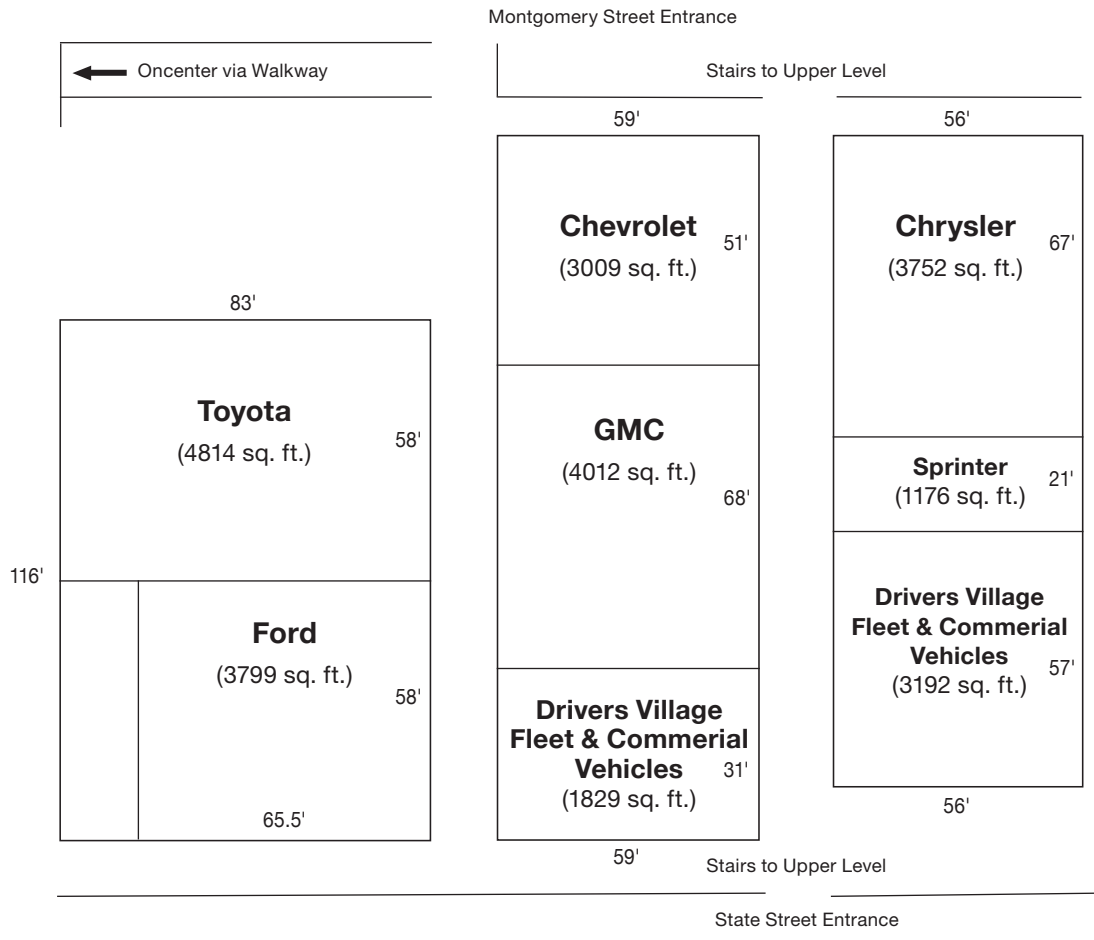 Montgomery Street Entrance
Oncenter via Walkway
Stairs to Upper Level
59'
56'
Chevrolet
(3009 sq. ft.)
51'
Chrysler
(3752 sq. ft.)
67'
83'
Toyota
(4814 sq. ft.)
58'
GMC
(4012 sq. ft.)
68'
Sprinter
(1176 sq. ft.)
21'
116'
Ford
(3799 sq. ft.)
58'
65.5'
Drivers Village
Fleet & Commerial
Vehicles
(3192 sq. ft.)
57'
56'
Drivers Village
Fleet & Commerial
Vehicles
(1829 sq. ft.)
31'
59'
Stairs to Upper Level
State Street Entrance